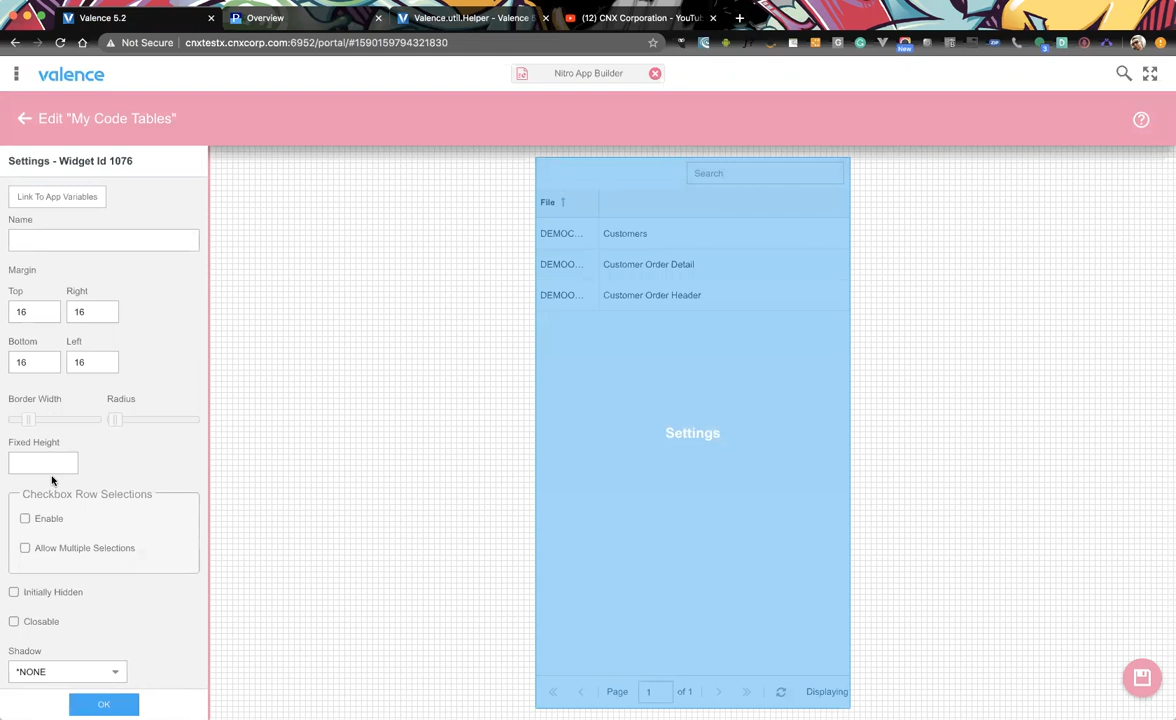 Valence 5.2
Overview
Valence.util.Helper - Valence
(12) CNX Corporation - YouTu
Not Secure
cnxtestx.cnxcorp.com:6952/portal/#1590159794321830
New
valence
Nitro App Builder
Edit "My Code Tables"
Settings - Widget Id 1076
Link To App Variables
Name
Margin
Top Right
16 16
Bottom Left
16 16
Border Width Radius
Fixed Height
Checkbox Row Selections
Enable
Allow Multiple Selections
Initially Hidden
Closable
Shadow
*NONE
OK
Search
File
DEMOC... Customers
DEMOO... Customer Order Detail
DEMOO... Customer Order Header
Settings
Page 1 of 1 Displaying